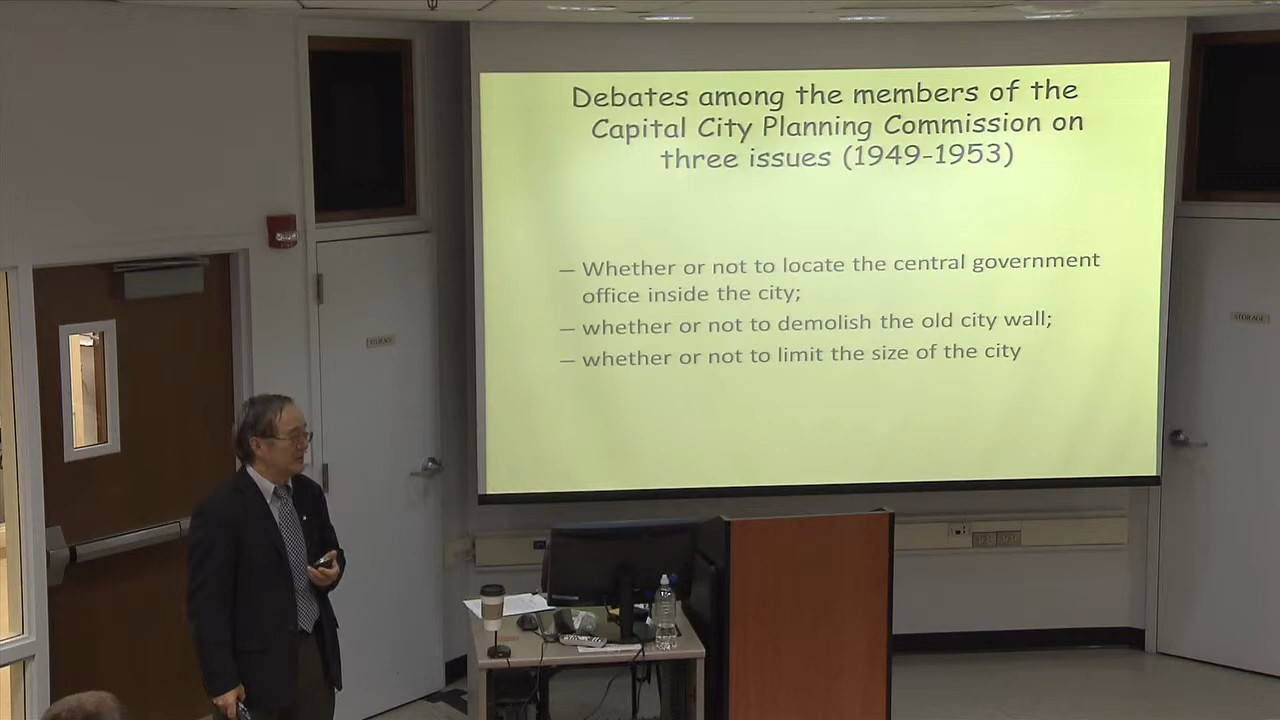 Debates among the members of the
Capital City Planning Commission on
three issues (1949-1953)
— Whether or not to locate the central government
office inside the city;
— whether or not to demolish the old city wall;
— whether or not to limit the size of the city
STORAGE